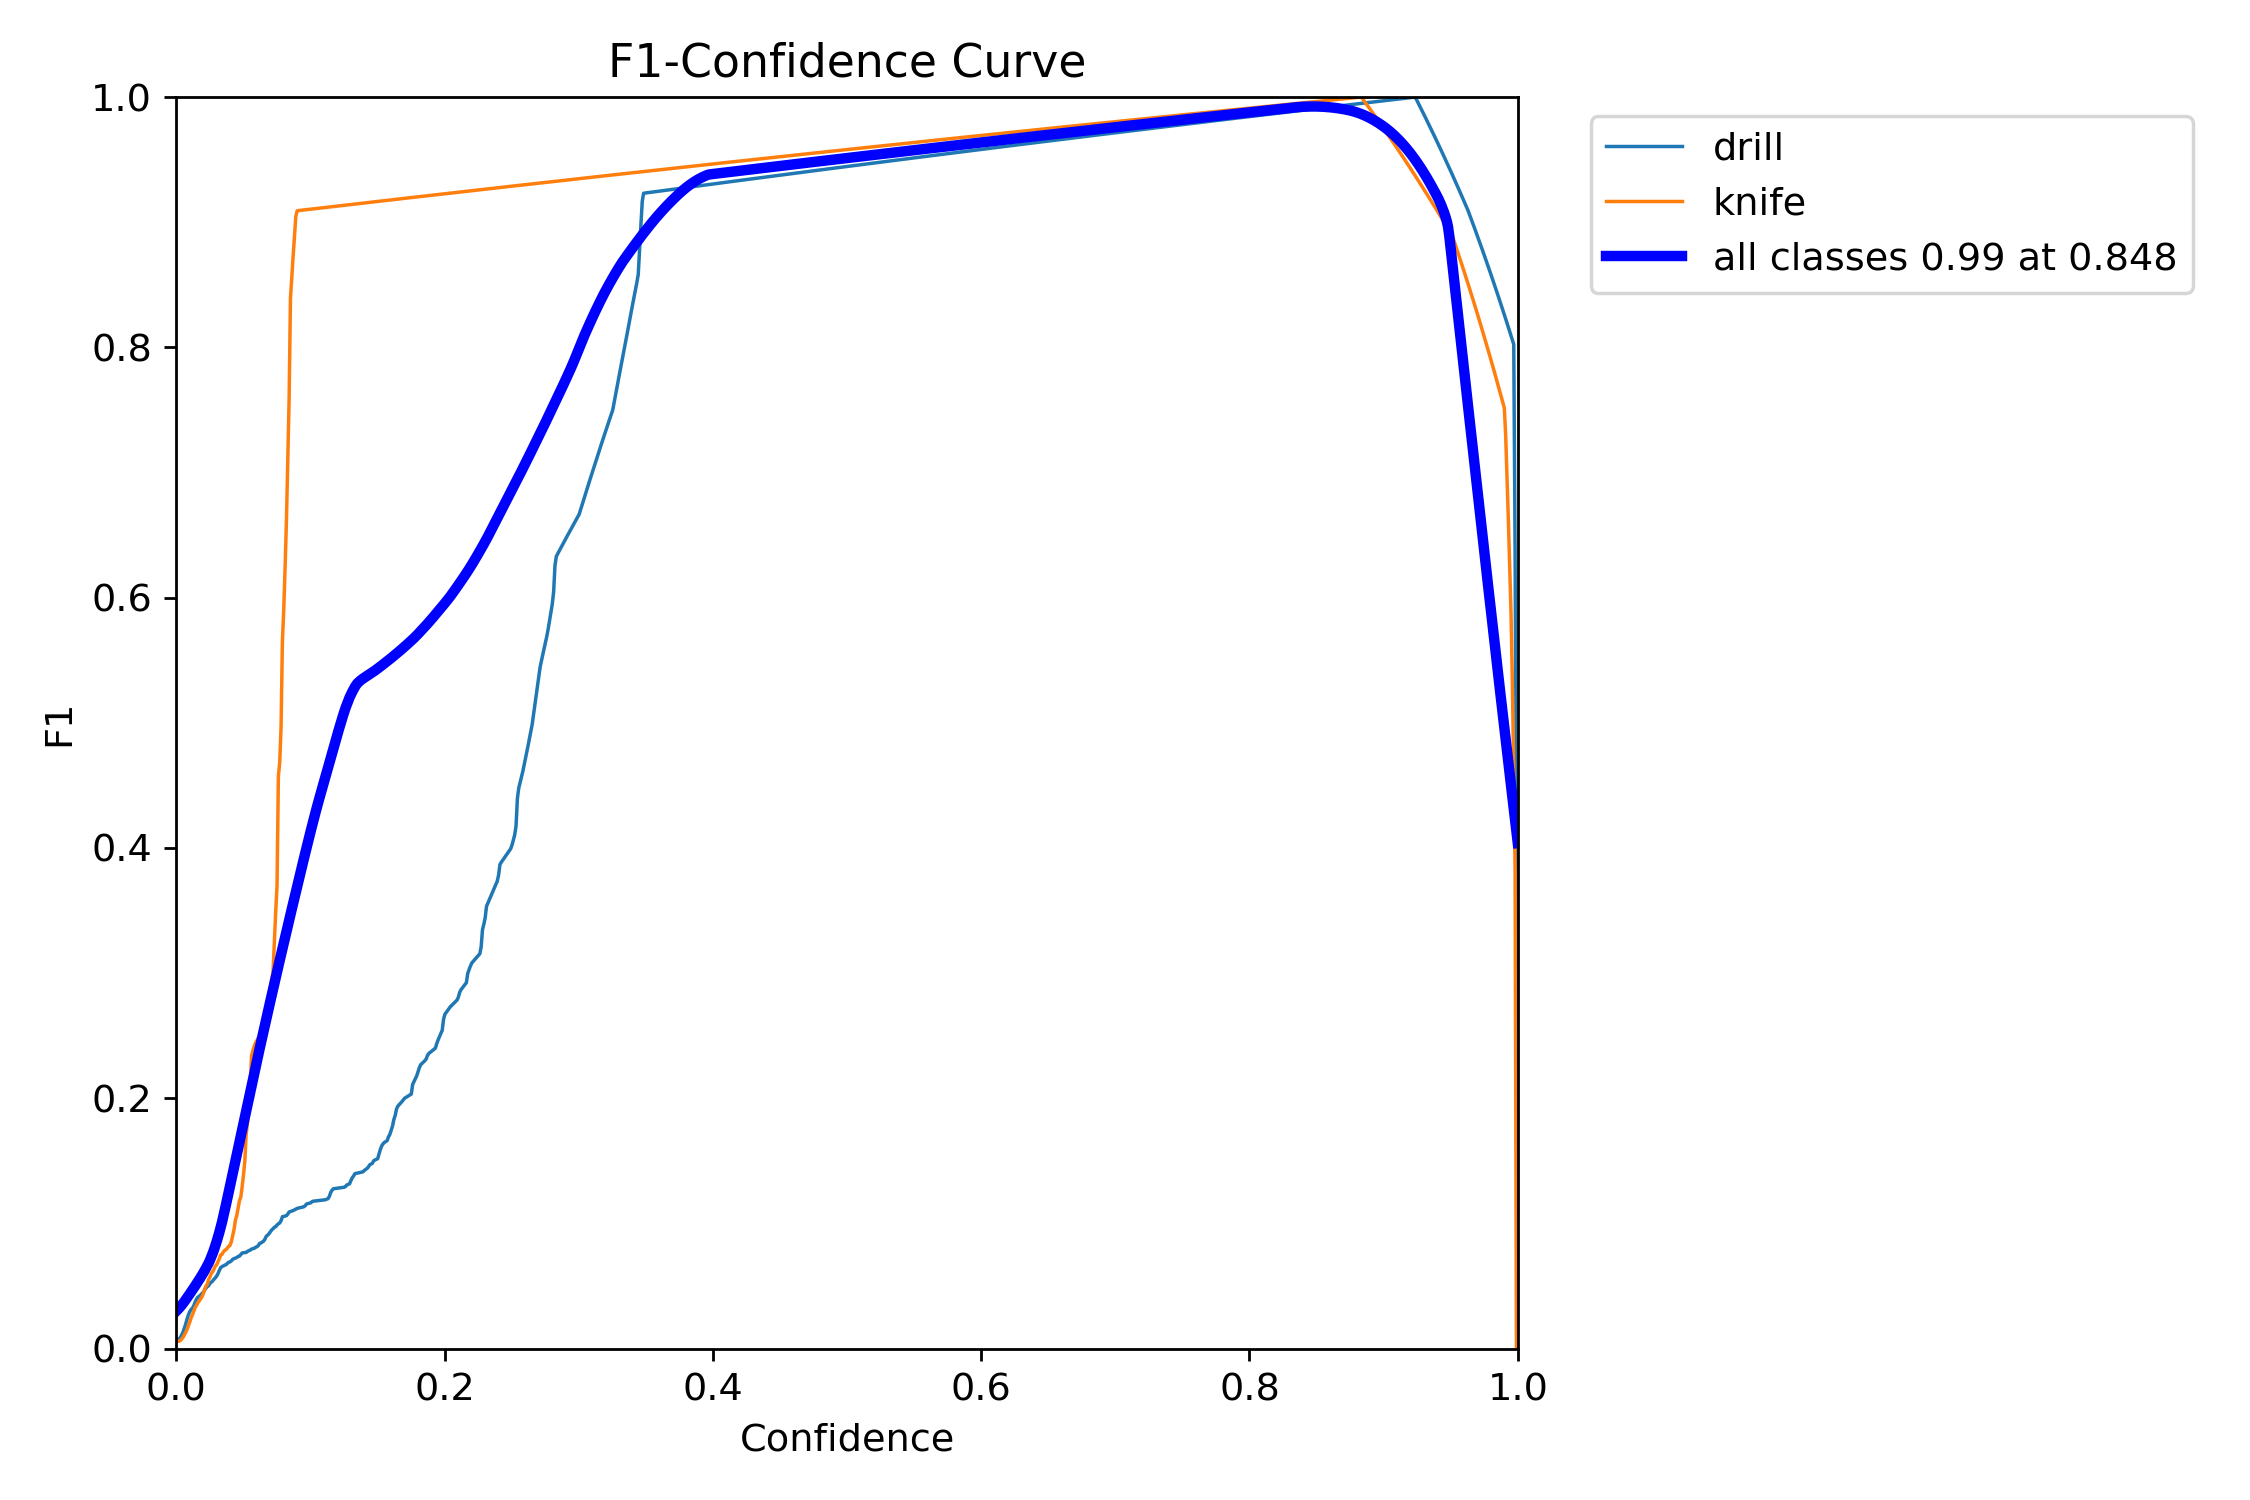 F1-Confidence Curve
1.0
0.8
0.6
0.4
0.2
0.0
F1
0.0 0.2 0.4 0.6 0.8 1.0
Confidence
drill
knife
all classes 0.99 at 0.848